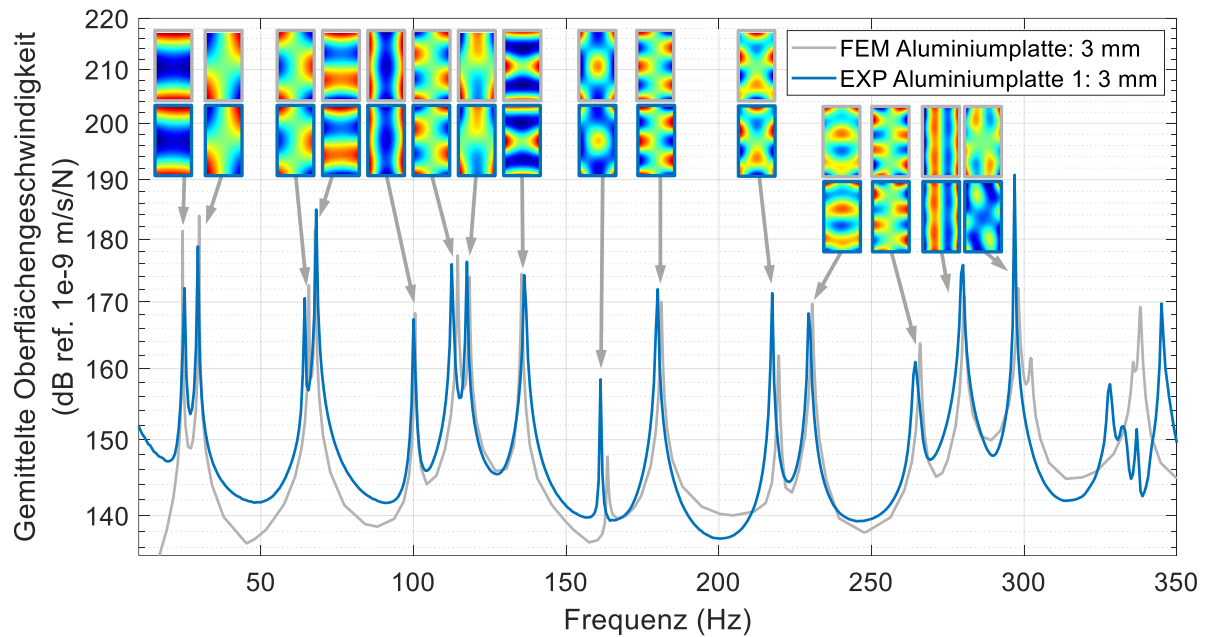 Gemittelte Oberflächengeschwindigkeit
(dB ref. 1e-9 m/s/N)
220
210
200
190
180
170
160
150
140
FEM Aluminiumplatte: 3 mm
EXP Aluminiumplatte 1: 3 mm
50 100 150 200 250 300 350
Frequenz (Hz)